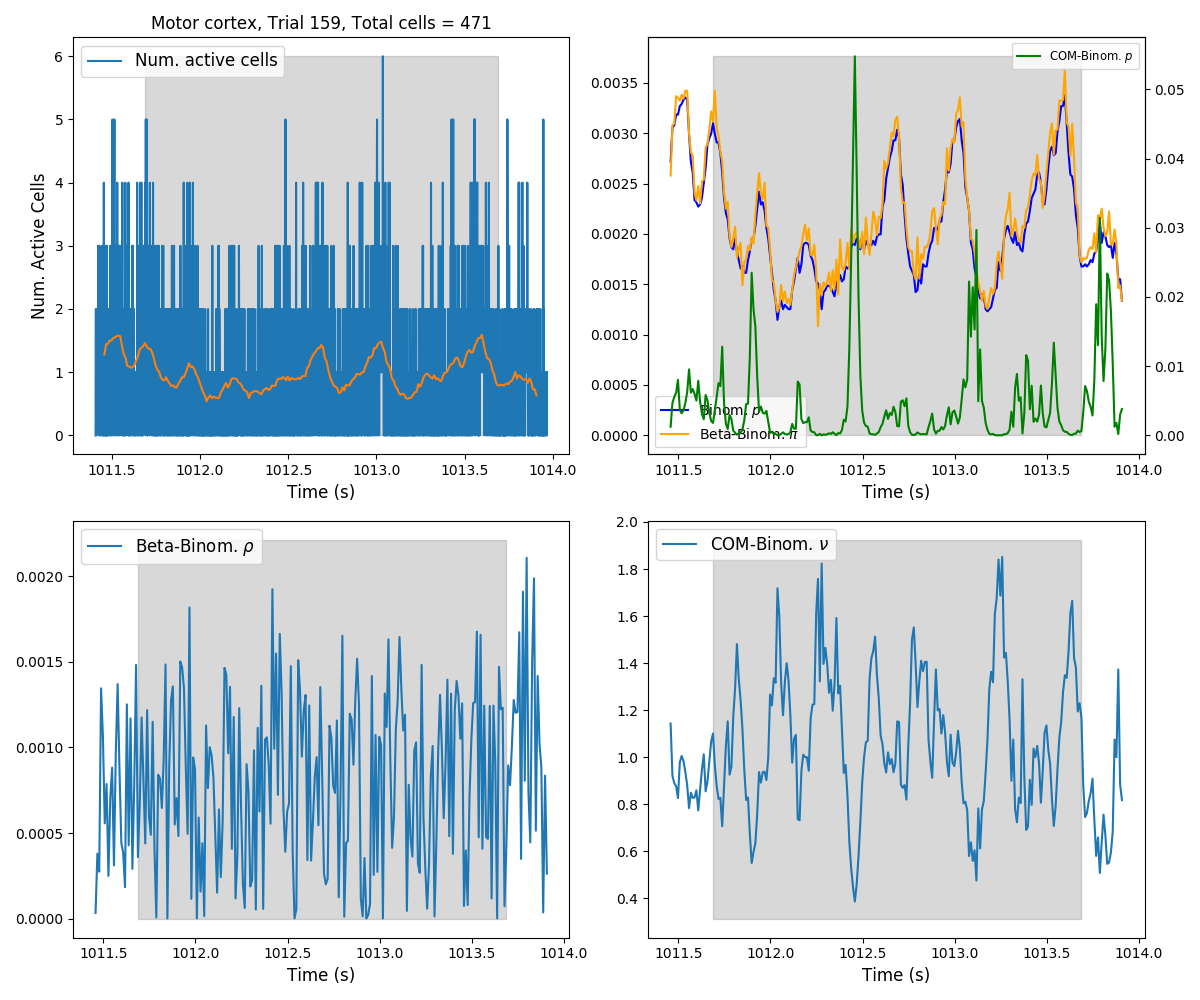 Motor cortex, Trial 159, Total cells = 471
Num. active cells
Num. Active Cells
6
5
4
3
2
1
0
1011.5 1012.0 1012.5 1013.0 1013.5 1014.0
Time (s)
COM-Binom. p
0.0035
0.0030
0.0025
0.0020
0.0015
0.0010
0.0005
0.0000
0.05
0.04
0.03
0.02
0.01
0.00
Binom. p
Beta-Binom. π
1011.5 1012.0 1012.5 1013.0 1013.5 1014.0
Time (s)
Beta-Binom. ρ
0.0020
0.0015
0.0010
0.0005
0.0000
1011.5 1012.0 1012.5 1013.0 1013.5 1014.0
Time (s)
COM-Binom. ν
2.0
1.8
1.6
1.4
1.2
1.0
0.8
0.6
0.4
1011.5 1012.0 1012.5 1013.0 1013.5 1014.0
Time (s)